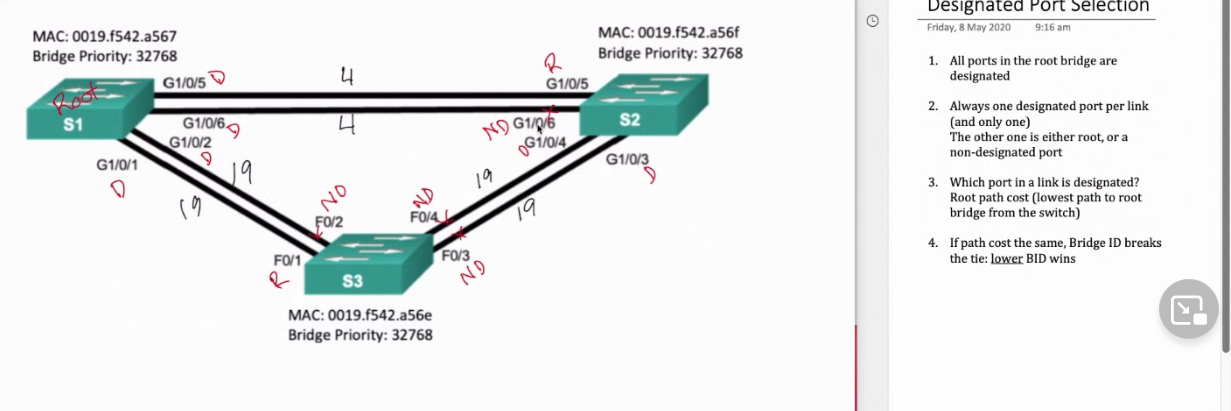 MAC: 0019.f542.a567
Bridge Priority: 32768
MAC: 0019.f542.a56f
Bridge Priority: 32768
Root
S1
G1/0/5 D
4
R
G1/0/5
G1/0/6 D
4
ND G1/0/6
S2
G1/0/2
D
D G1/0/4
G1/0/1
D
19
19
G1/0/3
D
19
19
ND
F0/2
ND
F0/4
F0/1
R
F0/3
ND
S3
MAC: 0019.f542.a56e
Bridge Priority: 32768
Designated Port Selection
Friday, 8 May 2020 9:16 am
1. All ports in the root bridge are
designated
2. Always one designated port per link
(and only one)
The other one is either root, or a
non-designated port
3. Which port in a link is designated?
Root path cost (lowest path to root
bridge from the switch)
4. If path cost the same, Bridge ID breaks
the tie: lower BID wins